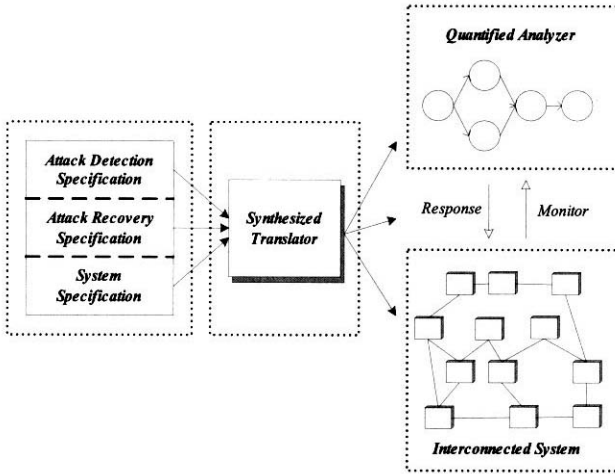 Quantified Analyzer
Attack Detection
Specification
Attack Recovery
Specification
System
Specification
Synthesized
Translator
Response
Monitor
Interconnected System